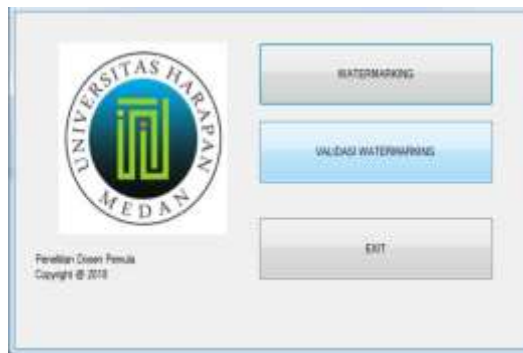 UNIVERSITAS HARAPAN
MEDAN
WATERMARKING
VALIDASI WATERMARKING
EXIT
Penelitian Dosen Pemula
Copyright @ 2018